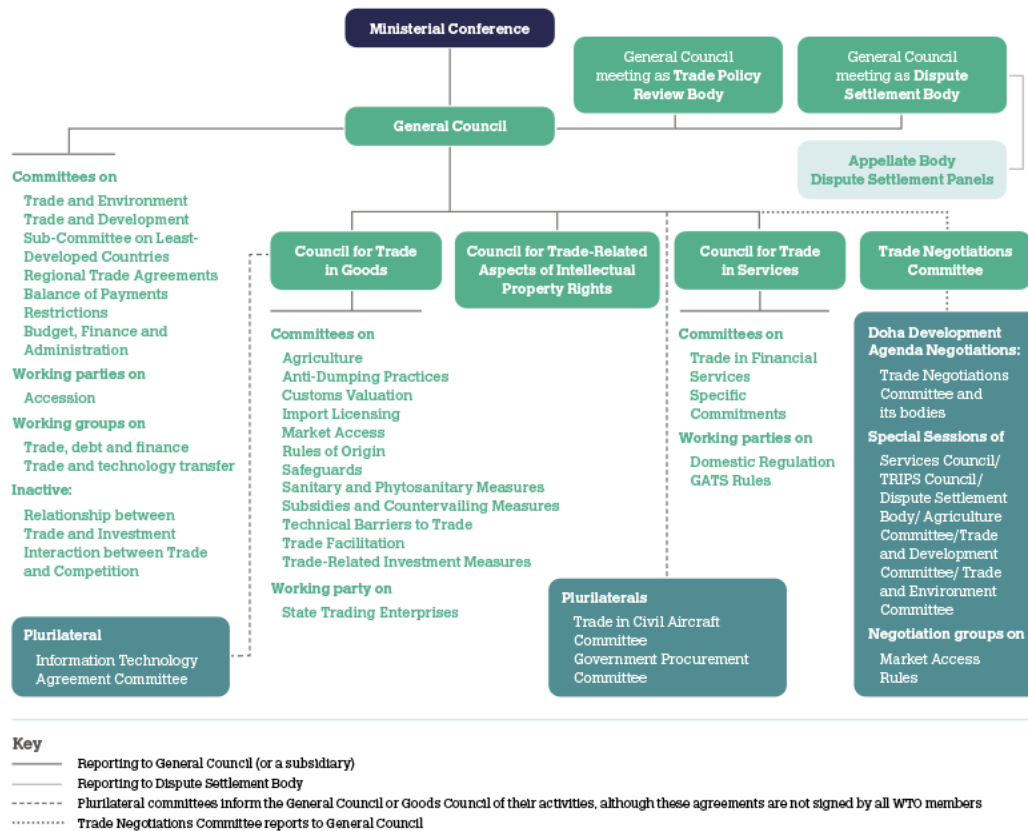 Ministerial Conference
General Council
meeting as Trade Policy
Review Body
General Council
meeting as Dispute
Settlement Body
General Council
Appellate Body
Dispute Settlement Panels
Committees on
Trade and Environment
Trade and Development
Sub-Committee on Least-
Developed Countries
Regional Trade Agreements
Balance of Payments
Restrictions
Budget, Finance and
Administration
Working parties on
Accession
Working groups on
Trade, debt and finance
Trade and technology transfer
Inactive:
Relationship between
Trade and Investment
Interaction between Trade
and Competition
Plurilateral
Information Technology
Agreement Committee
Council for Trade
in Goods
Committees on
Agriculture
Anti-Dumping Practices
Customs Valuation
Import Licensing
Market Access
Rules of Origin
Safeguards
Sanitary and Phytosanitary Measures
Subsidies and Countervailing Measures
Technical Barriers to Trade
Trade Facilitation
Trade-Related Investment Measures
Working party on
State Trading Enterprises
Council for Trade-Related
Aspects of Intellectual
Property Rights
Plurilaterals
Trade in Civil Aircraft
Committee
Government Procurement
Committee
Council for Trade
in Services
Committees on
Trade in Financial
Services
Specific
Commitments
Working parties on
Domestic Regulation
GATS Rules
Trade Negotiations
Committee
Doha Development
Agenda Negotiations:
Trade Negotiations
Committee and
its bodies
Special Sessions of
Services Council/
TRIPS Council/
Dispute Settlement
Body/ Agriculture
Committee/Trade
and Development
Committee/ Trade
and Environment
Committee
Negotiation groups on
Market Access
Rules
Key
Reporting to General Council (or a subsidiary)
Reporting to Dispute Settlement Body
Plurilateral committees inform the General Council or Goods Council of their activities, although these agreements are not signed by all WTO members
Trade Negotiations Committee reports to General Council